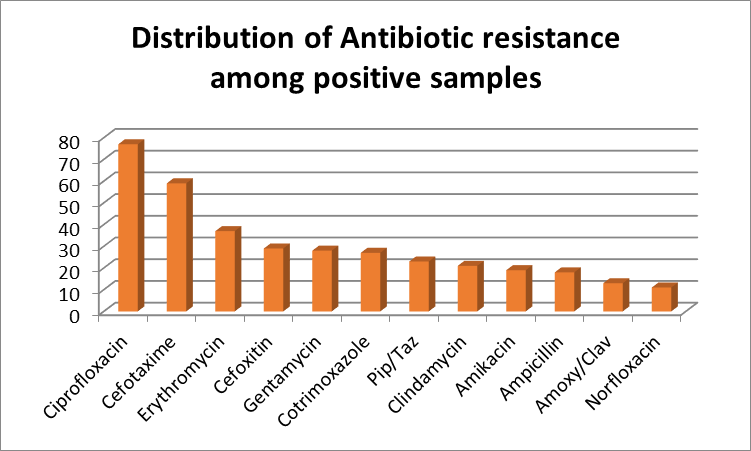 Distribution of Antibiotic resistance
among positive samples
80
70
60
50
40
30
20
10
0
Ciprofloxacin
Cefotaxime
Erythromycin
Cefoxitin
Gentamycin
Cotrimoxazole
Pip/Taz
Clindamycin
Amikacin
Ampicillin
Amoxy/Clav
Norfloxacin